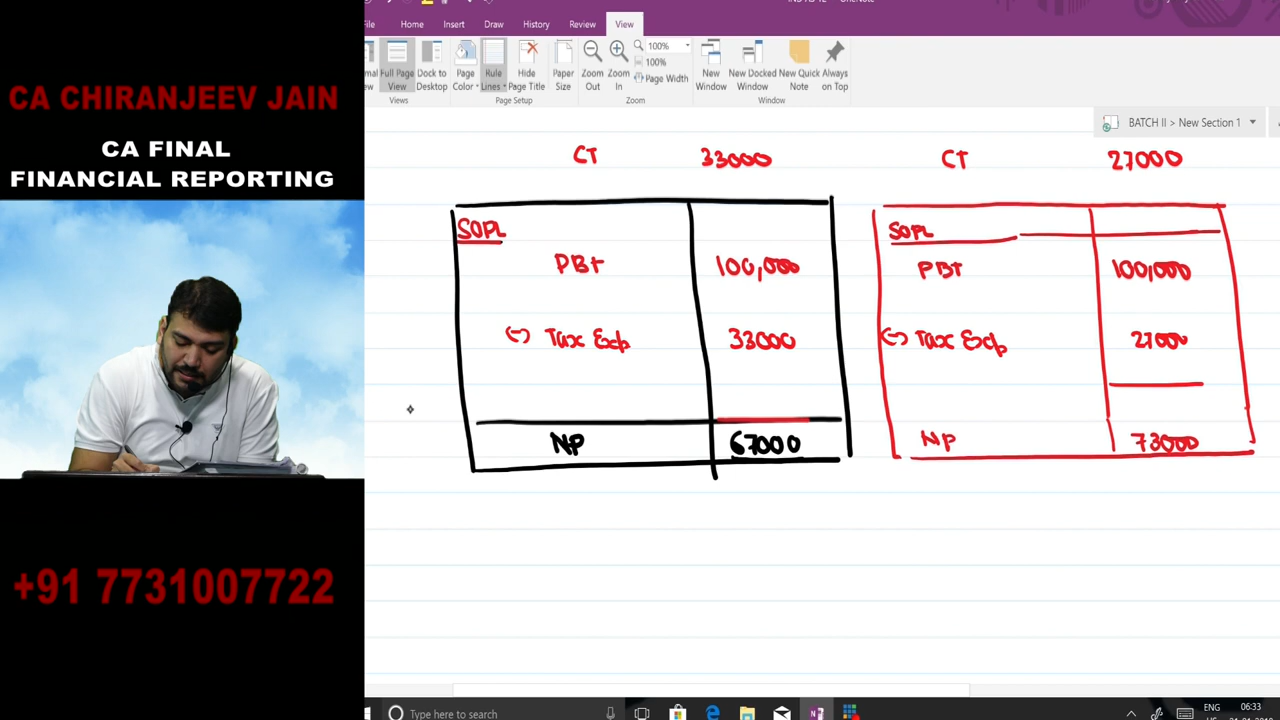 CA CHIRANJEEV JAIN
CA FINAL
FINANCIAL REPORTING
+91 7731007722
File Home Insert Draw History Review View
Full Page View
Dock to Desktop
Page Color
Rule Lines
Hide Page Title
Paper Size
Zoom Out
Zoom In
100%
100%
Page Width
New Window
New Docked Window
New Quick Note
Always on Top
Views
Page Setup
Zoom
Window
BATCH II > New Section 1
CT 33000
SOPL
PBT 100,000
(-) Tax Exp 33000
NP 67000
CT 27000
SOPL
PBT 100,000
(-) Tax Exp 27000
NP 73000
Type here to search
ENG
06:33